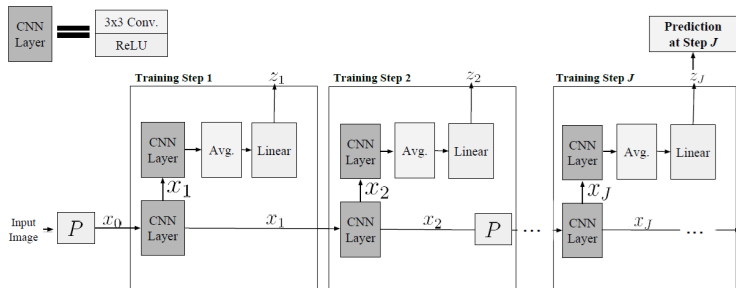 CNN
Layer
3x3 Conv.
ReLU
Prediction
at Step J
Training Step 1
z1
Training Step 2
z2
Training Step J
zJ
CNN
Layer
Avg.
Linear
CNN
Layer
Avg.
Linear
CNN
Layer
Avg.
Linear
x1
x2
xJ
Input
Image
P
x0
CNN
Layer
x1
CNN
Layer
x2
P
...
CNN
Layer
xJ
...